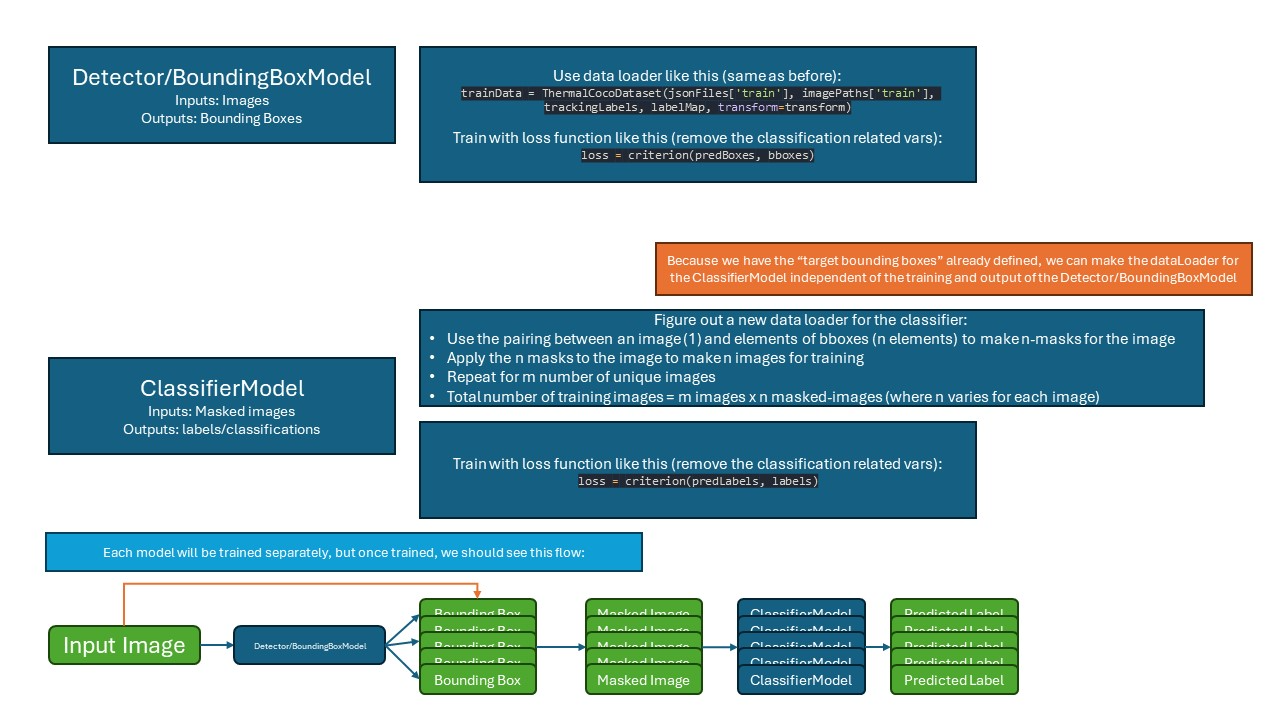 Detector/BoundingBoxModel
Inputs: Images
Outputs: Bounding Boxes
Use data loader like this (same as before):
trainData = ThermalCocoDataset(jsonFiles['train'], imagePaths['train'],
trackingLabels, labelMap, transform=transform)
Train with loss function like this (remove the classification related vars):
loss = criterion(predBoxes, bboxes)
Because we have the “target bounding boxes” already defined, we can make the dataLoader for
the ClassifierModel independent of the training and output of the Detector/BoundingBoxModel
Figure out a new data loader for the classifier:
• Use the pairing between an image (1) and elements of bboxes (n elements) to make n-masks for the image
• Apply the n masks to the image to make n images for training
• Repeat for m number of unique images
• Total number of training images = m images x n masked-images (where n varies for each image)
ClassifierModel
Inputs: Masked images
Outputs: labels/classifications
Train with loss function like this (remove the classification related vars):
loss = criterion(predLabels, labels)
Each model will be trained separately, but once trained, we should see this flow:
Input Image
Detector/BoundingBoxModel
Bounding Box
Bounding Box
Bounding Box
Bounding Box
Bounding Box
Masked Image
Masked Image
Masked Image
Masked Image
Masked Image
ClassifierModel
ClassifierModel
ClassifierModel
ClassifierModel
ClassifierModel
Predicted Label
Predicted Label
Predicted Label
Predicted Label
Predicted Label